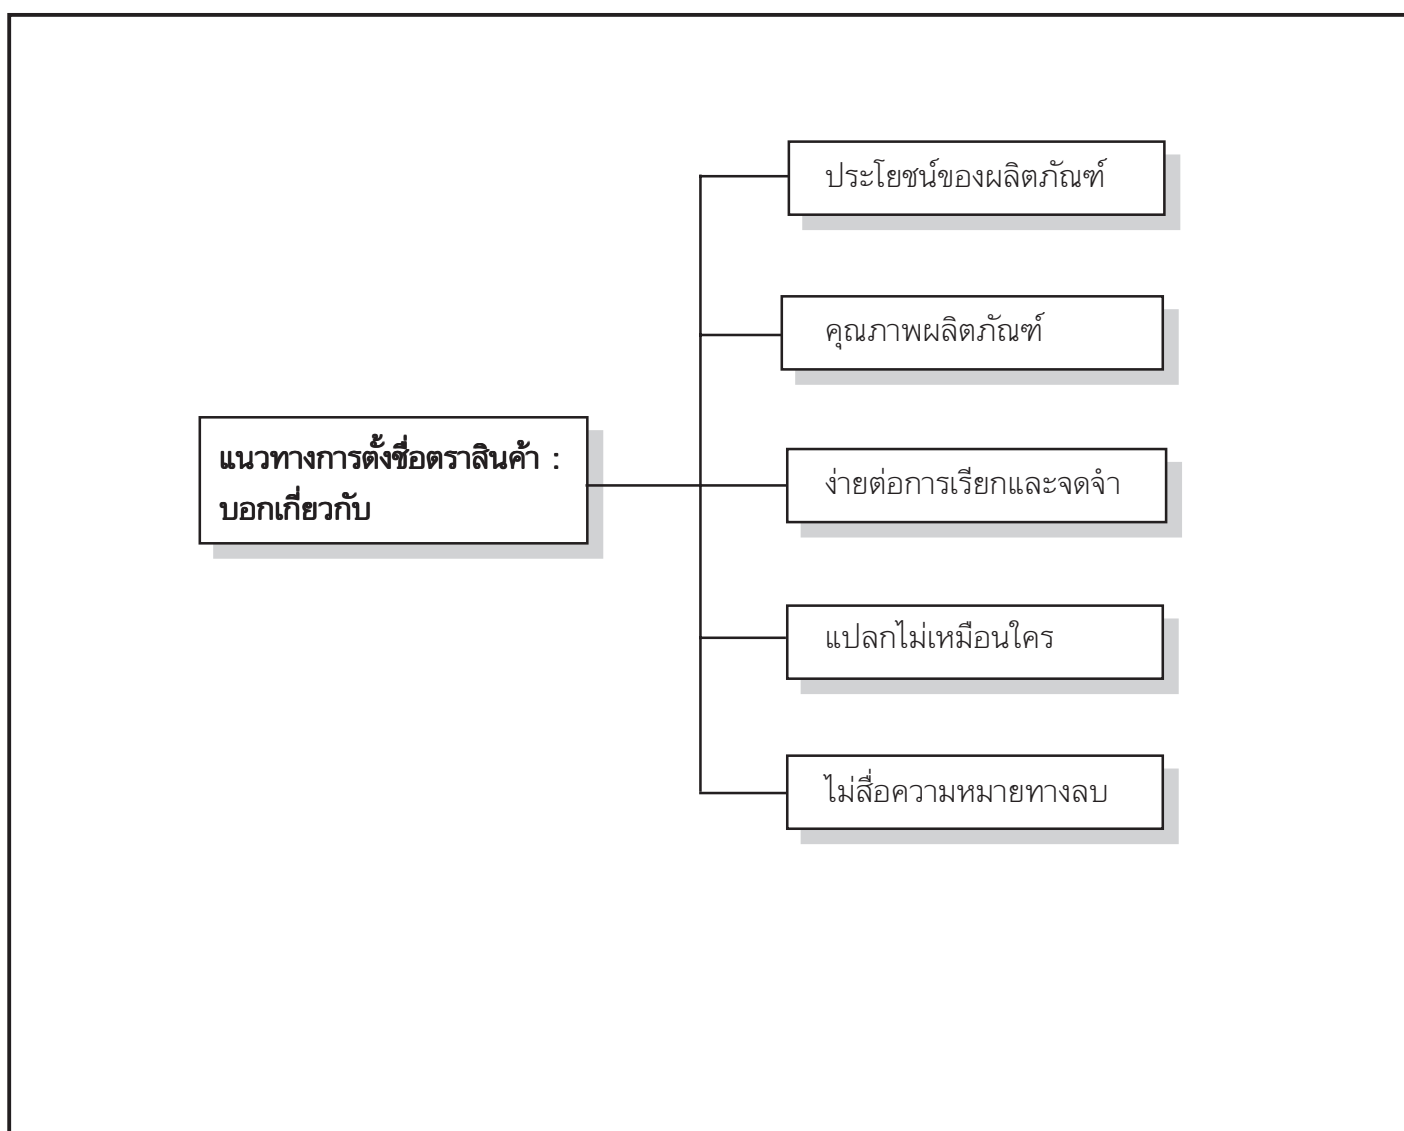 ประโยชน์ของผลิตภัณฑ์
คุณภาพผลิตภัณฑ์
แนวทางการตั้งชื่อตราสินค้า :
บอกเกี่ยวกับ
ง่ายต่อการเรียกและจดจำ
แปลกไม่เหมือนใคร
ไม่สื่อความหมายทางลบ